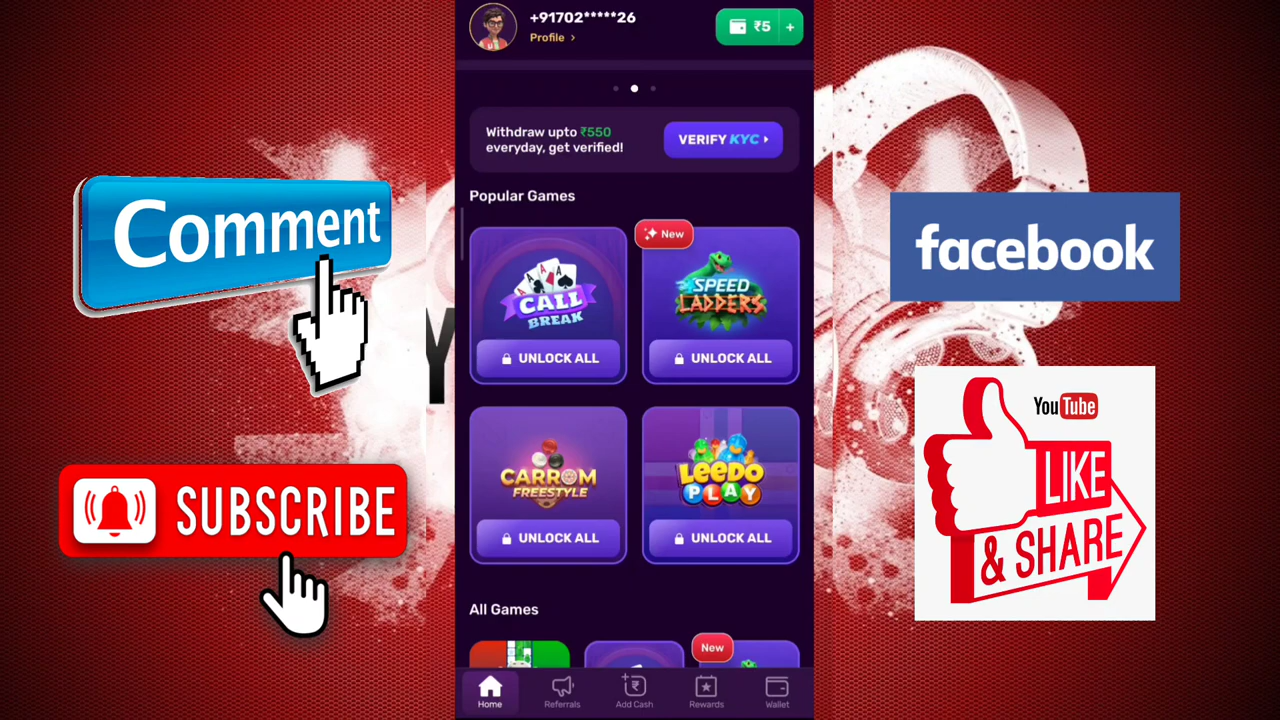 +91702*****26
Profile >
₹5 +
Withdraw upto ₹550
everyday, get verified!
VERIFY KYC
Popular Games
CALL
BREAK
UNLOCK ALL
New
SPEED
LADDERS
UNLOCK ALL
CARROM
FREESTYLE
UNLOCK ALL
LEEDO
PLAY
UNLOCK ALL
All Games
New
Home
Referrals
Add Cash
Rewards
Wallet
Comment
SUBSCRIBE
Y
facebook
YouTube
LIKE
& SHARE